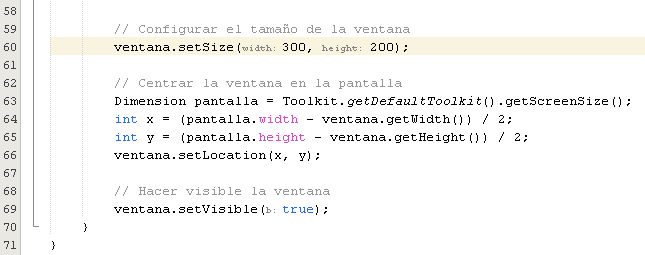 58
59 // Configurar el tamaño de la ventana
60 ventana.setSize(width: 300, height: 200);
61
62 // Centrar la ventana en la pantalla
63 Dimension pantalla = Toolkit.getDefaultToolkit().getScreenSize();
64 int x = (pantalla.width - ventana.getWidth()) / 2;
65 int y = (pantalla.height - ventana.getHeight()) / 2;
66 ventana.setLocation(x, y);
67
68 // Hacer visible la ventana
69 ventana.setVisible(b: true);
70 }
71 }